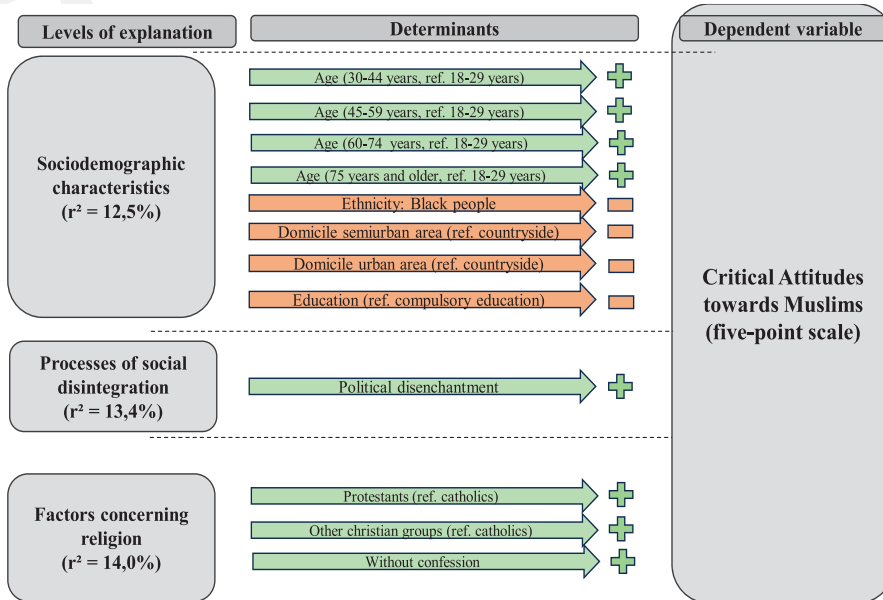 Levels of explanation
Determinants
Dependent variable
Sociodemographic
characteristics
(r² = 12,5%)
Age (30-44 years, ref. 18-29 years)
Age (45-59 years, ref. 18-29 years)
Age (60-74 years, ref. 18-29 years)
Age (75 years and older, ref. 18-29 years)
Ethnicity: Black people
Domicile semiurban area (ref. countryside)
Domicile urban area (ref. countryside)
Education (ref. compulsory education)
Processes of social
disintegration
(r² = 13,4%)
Political disenchantment
Factors concerning
religion
(r² = 14,0%)
Protestants (ref. catholics)
Other christian groups (ref. catholics)
Without confession
Critical Attitudes
towards Muslims
(five-point scale)